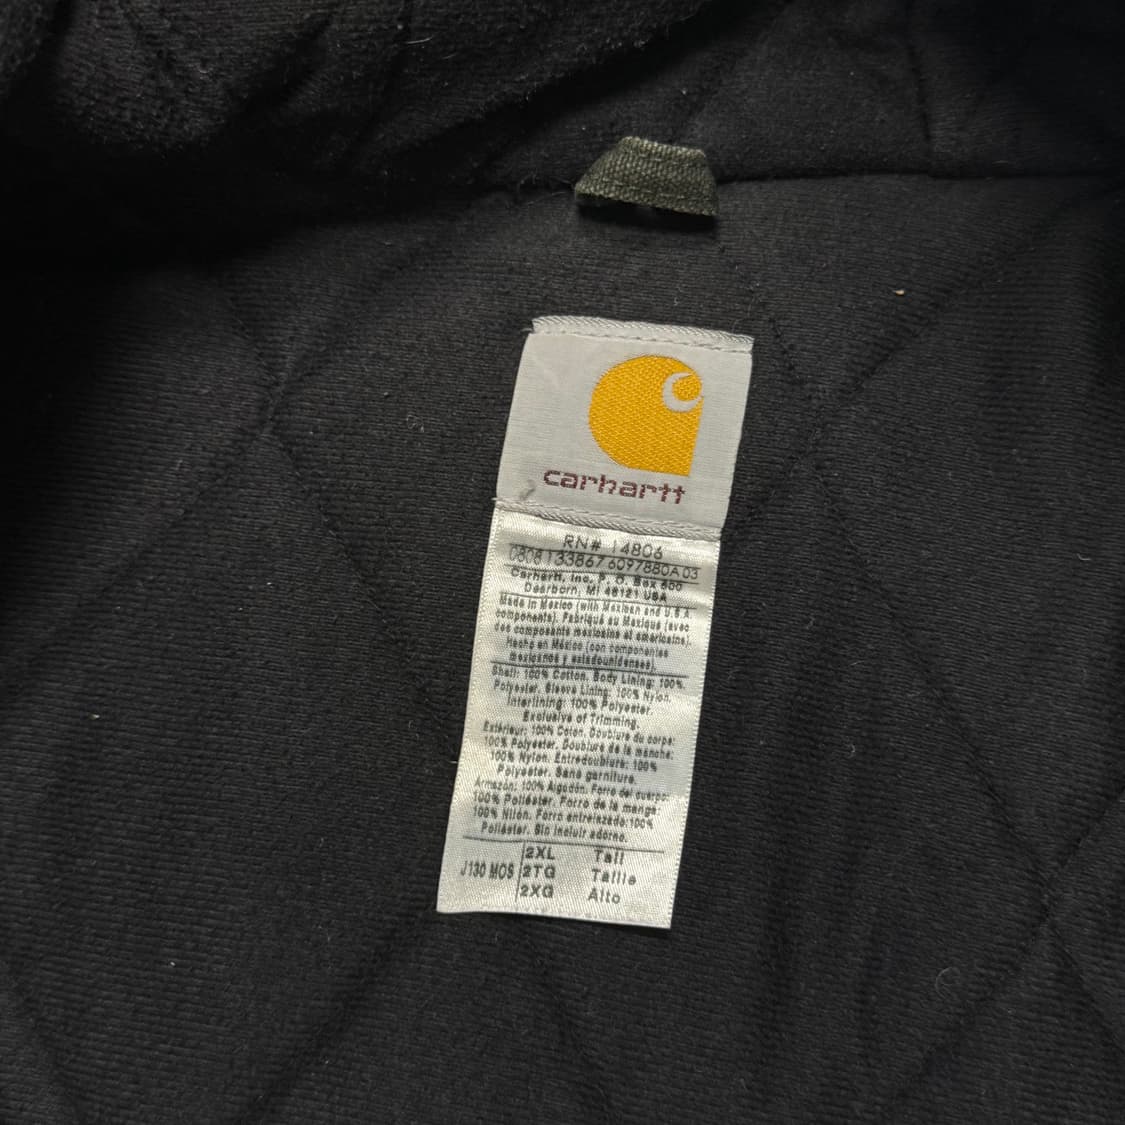 carhartt
RN# 14806
0808133867 6097880A 03
Carhartt, Inc. P. O. Box 600
Dearborn, MI 48121 USA
Made in Mexico (with Mexican and U.S.A.
components). Fabriqué au Mexique (avec
des composants mexicains et américains).
Hecho en México (con componentes
mexicanos y estadounidenses).
Shell: 100% Cotton. Body Lining: 100%
Polyester. Sleeve Lining: 100% Nylon.
Interlining: 100% Polyester.
Exclusive of Trimming.
Extérieur: 100% Coton. Doublure du corps:
100% Polyester. Doublure de la manche:
100% Nylon. Entredoublure: 100%
Polyester. Sans garniture.
Armazón: 100% Algodón. Forro del cuerpo:
100% Poliéster. Forro de la manga:
100% Nilón. Forro entrelazado:100%
Poliéster. Sin incluir adorno.
2XL Tall
J130 MOS 2TG Taille
2XG Alto